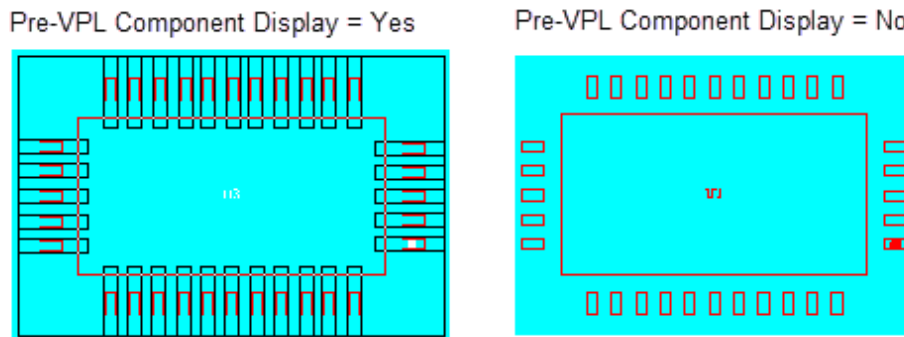 Pre-VPL Component Display = Yes
Pre-VPL Component Display = No